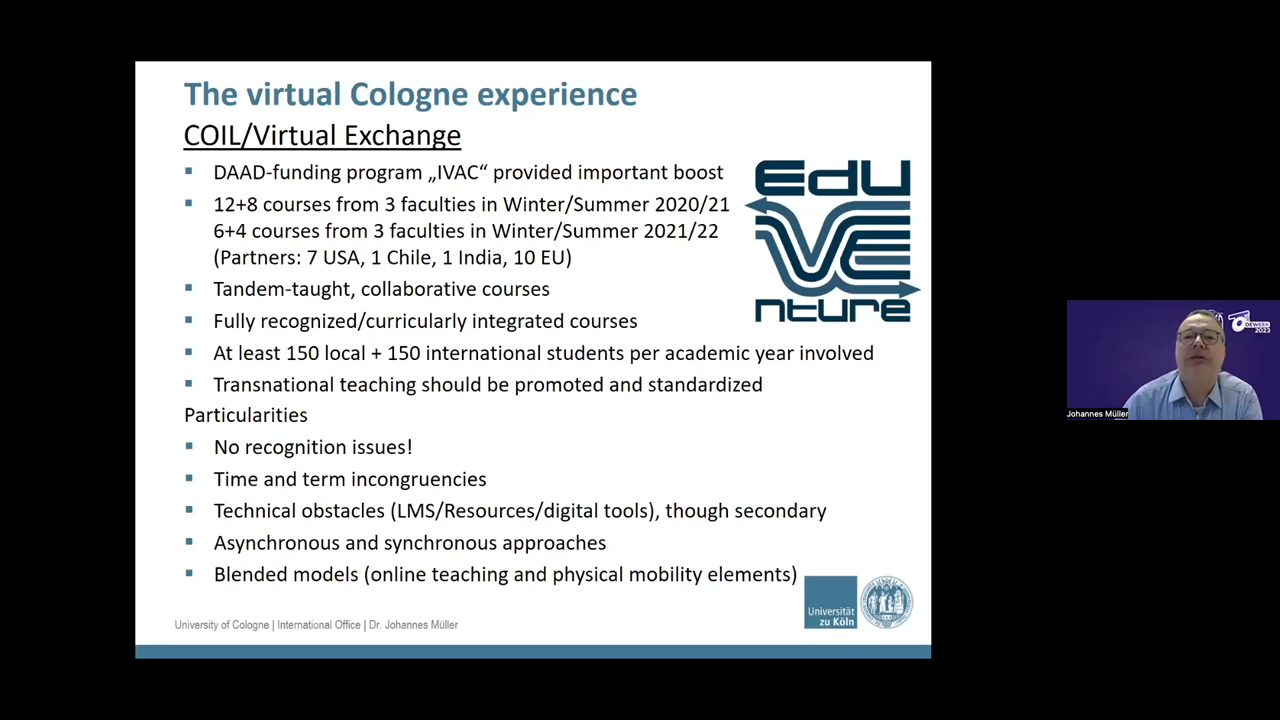 The virtual Cologne experience
COIL/Virtual Exchange
DAAD-funding program „IVAC“ provided important boost
12+8 courses from 3 faculties in Winter/Summer 2020/21
6+4 courses from 3 faculties in Winter/Summer 2021/22
(Partners: 7 USA, 1 Chile, 1 India, 10 EU)
Tandem-taught, collaborative courses
Fully recognized/curricularly integrated courses
At least 150 local + 150 international students per academic year involved
Transnational teaching should be promoted and standardized
Particularities
No recognition issues!
Time and term incongruencies
Technical obstacles (LMS/Resources/digital tools), though secondary
Asynchronous and synchronous approaches
Blended models (online teaching and physical mobility elements)
EdU
VE
nture
Universität
zu Köln
University of Cologne | International Office | Dr. Johannes Müller
OEWEEK
2023
Johannes Müller